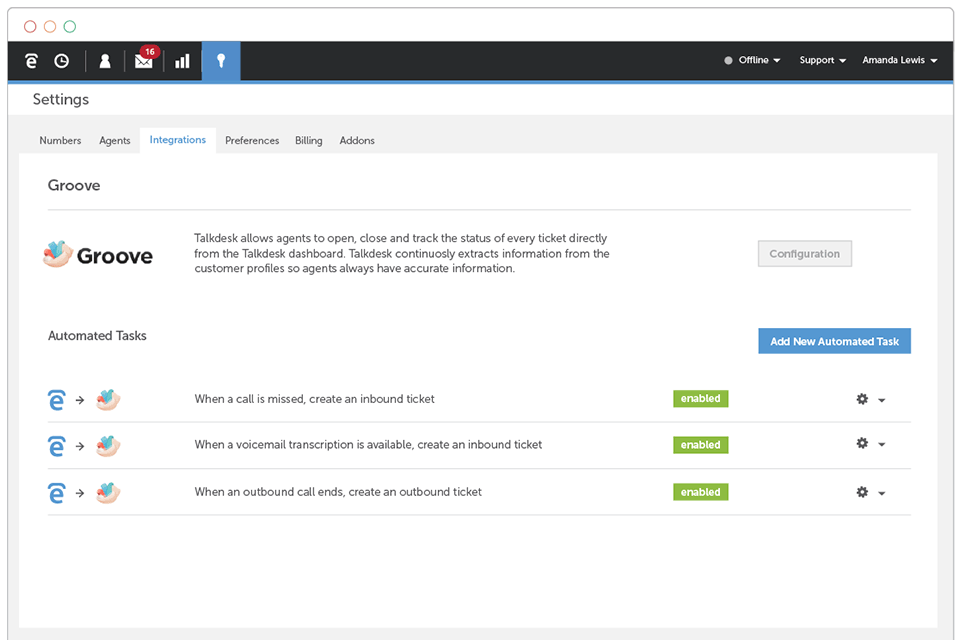 16
Offline
Support
Amanda Lewis
Settings
Numbers
Agents
Integrations
Preferences
Billing
Addons
Groove
Groove
Talkdesk allows agents to open, close and track the status of every ticket directly
from the Talkdesk dashboard. Talkdesk continuosly extracts information from the
customer profiles so agents always have accurate information.
Configuration
Automated Tasks
Add New Automated Task
When a call is missed, create an inbound ticket
enabled
When a voicemail transcription is available, create an inbound ticket
enabled
When an outbound call ends, create an outbound ticket
enabled